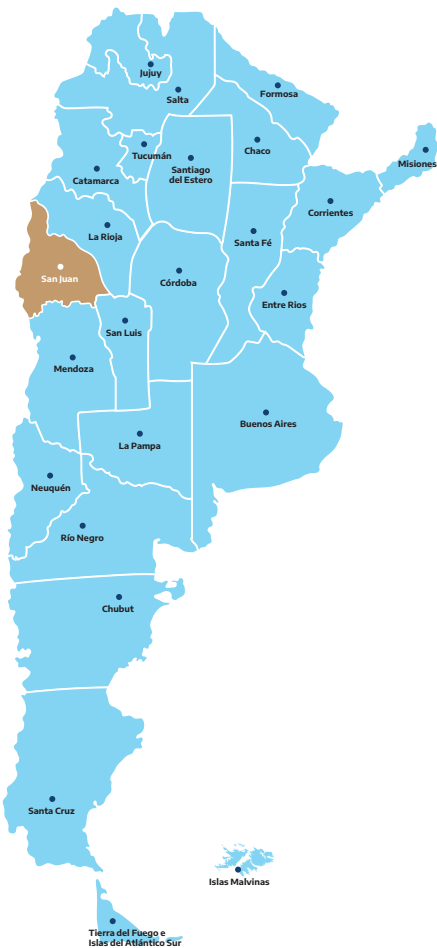 Jujuy
Salta
Formosa
Tucumán
Chaco
Misiones
Santiago
del Estero
Catamarca
Corrientes
La Rioja
Santa Fé
San Juan
Córdoba
Entre Rios
San Luis
Mendoza
Buenos Aires
La Pampa
Neuquén
Río Negro
Chubut
Santa Cruz
Islas Malvinas
Tierra del Fuego e
Islas del Atlántico Sur